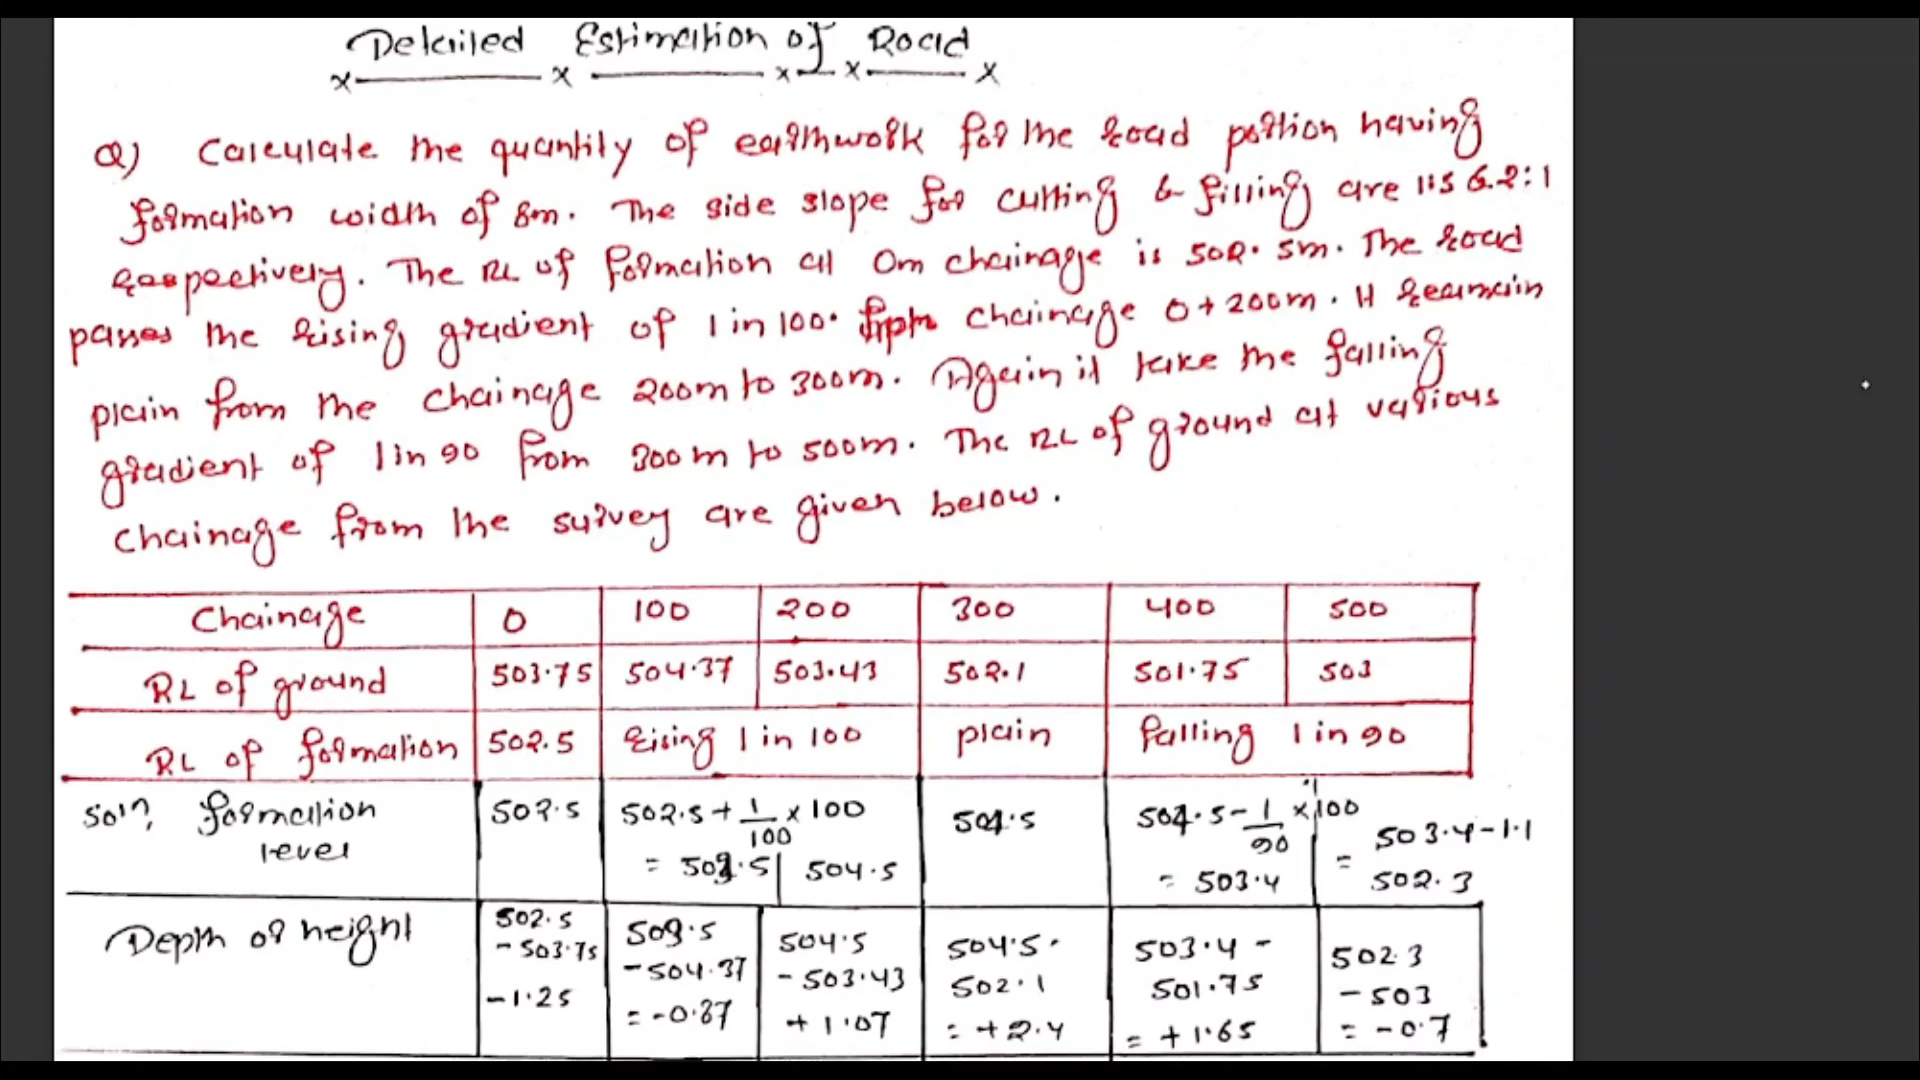 Detailed Estimation of Road
Q) Calculate the quantity of earthwork for the road portion having
formation width of 8m. The side slope for cutting & filling are 1:5 & 2:1
respectively. The RL of formation at 0m chainage is 502.5m. The road
passes the rising gradient of 1 in 100. chainage 0+200m. It remain
plain from the chainage 200m to 300m. Again it take the falling
gradient of 1 in 90 from 300m to 500m. The RL of ground at various
chainage from the survey are given below.
Chainage 0 100 200 300 400 500
RL of ground 503.75 504.37 503.43 502.1 501.75 503
RL of formation 502.5 rising 1 in 100 plain falling 1 in 90
Soln, formation 502.5 502.5 + 1/100 × 100 504.5 504.5 - 1/90 × 100 503.4-1.1
level = 503.5 504.5 = 503.4 = 502.3
Depth or height 502.5 503.5 504.5 504.5- 503.4- 502.3
-503.75 -504.37 -503.43 502.1 501.75 -503
-1.25 = -0.87 +1.07 = +2.4 = +1.65 = -0.7